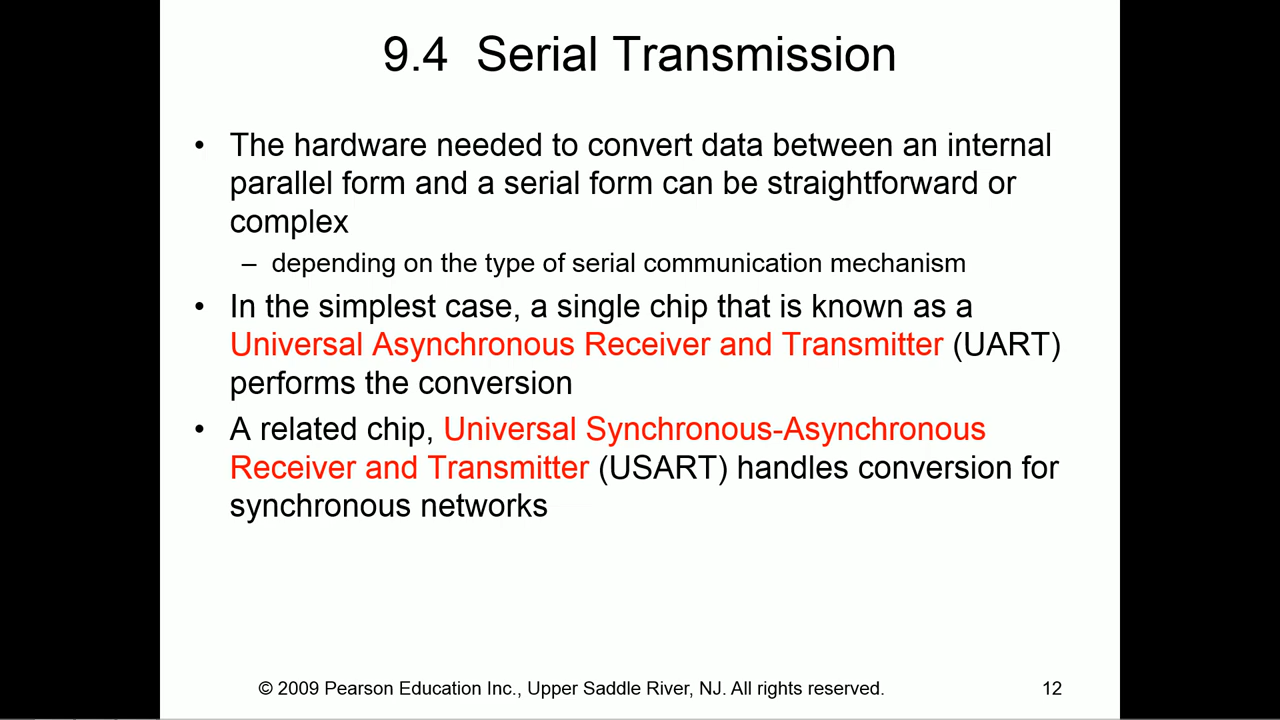 9.4 Serial Transmission
• The hardware needed to convert data between an internal
parallel form and a serial form can be straightforward or
complex
– depending on the type of serial communication mechanism
• In the simplest case, a single chip that is known as a
Universal Asynchronous Receiver and Transmitter (UART)
performs the conversion
• A related chip, Universal Synchronous-Asynchronous
Receiver and Transmitter (USART) handles conversion for
synchronous networks
© 2009 Pearson Education Inc., Upper Saddle River, NJ. All rights reserved.
12